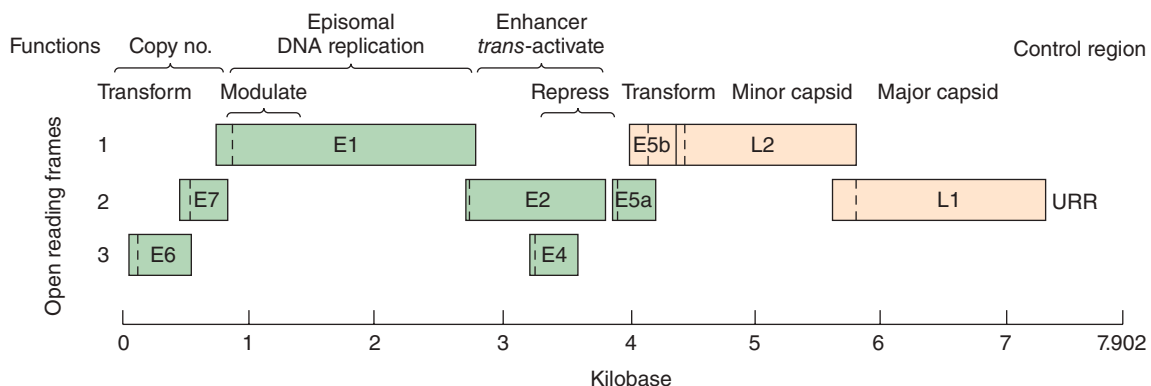 Episomal Enhancer
Functions Copy no. DNA replication trans-activate Control region
Transform Modulate Repress Transform Minor capsid Major capsid
1 E1 E5b L2
2 E7 E2 E5a L1 URR
3 E6 E4
Open reading frames
0 1 2 3 4 5 6 7 7.902
Kilobase